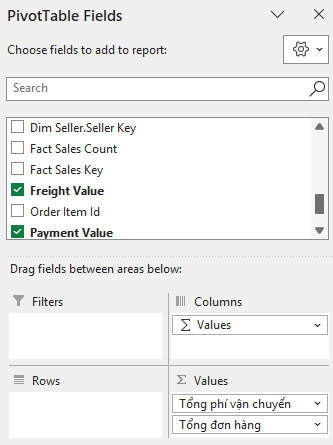 PivotTable Fields
Choose fields to add to report:
Search
Dim Seller.Seller Key
Fact Sales Count
Fact Sales Key
Freight Value
Order Item Id
Payment Value
Drag fields between areas below:
Filters
Columns
Σ Values
Rows
Σ Values
Tổng phí vận chuyển
Tổng đơn hàng